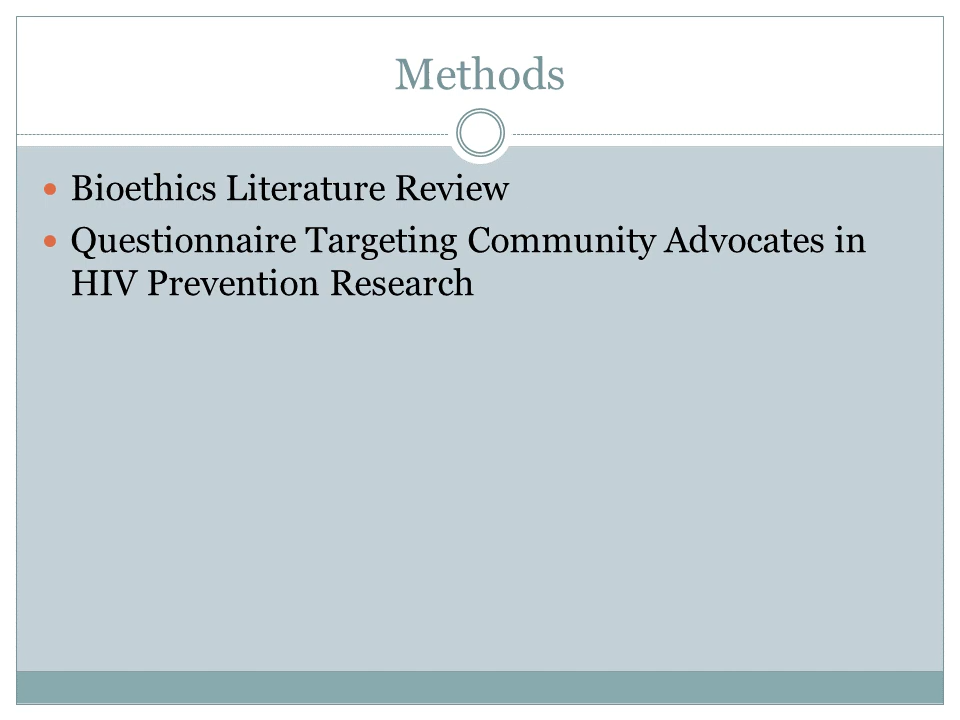 Methods
Bioethics Literature Review
Questionnaire Targeting Community Advocates in
HIV Prevention Research